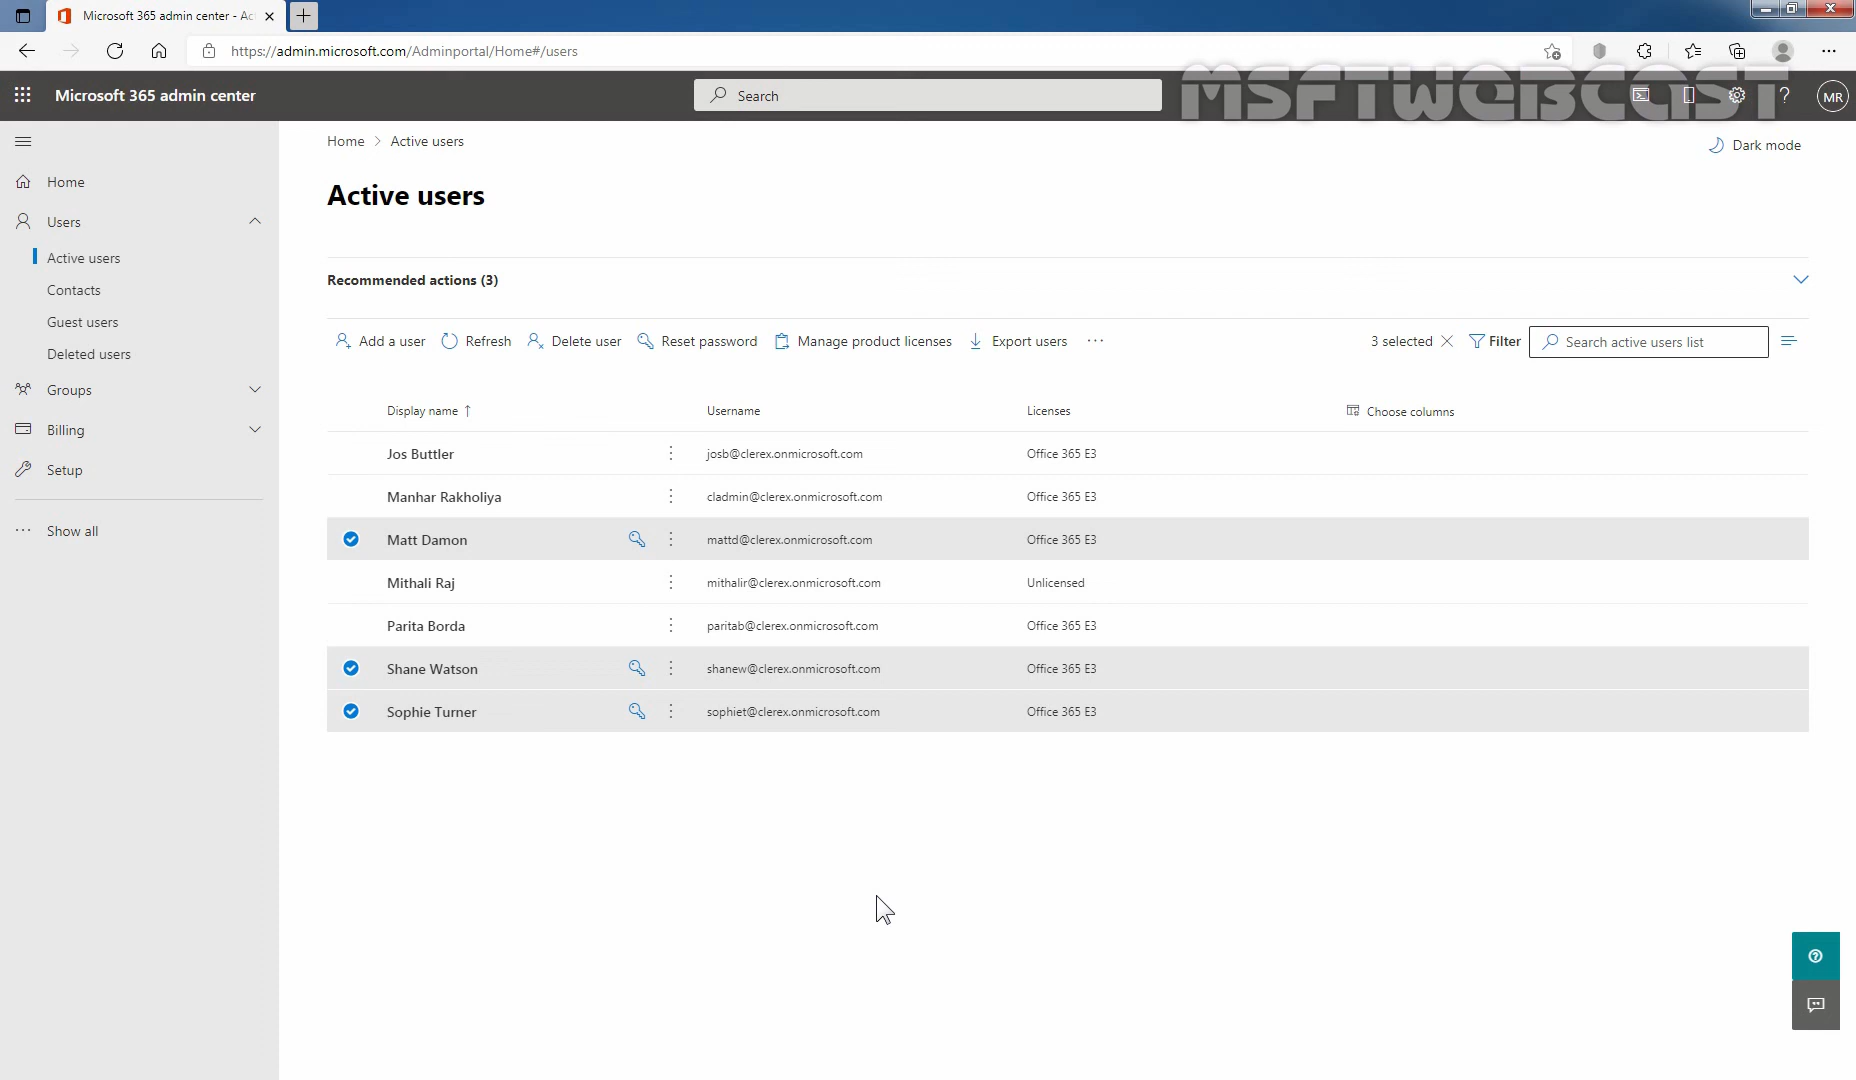 Microsoft 365 admin center - Ac
https://admin.microsoft.com/Adminportal/Home#/users
Microsoft 365 admin center
Search
MSFTWEBCAST
MR
Home > Active users
Dark mode
Home
Active users
Users
Active users
Recommended actions (3)
Contacts
Guest users
Add a user
Refresh
Delete user
Reset password
Manage product licenses
Export users
3 selected
Filter
Search active users list
Deleted users
Groups
Billing
Setup
Show all
Display name ↑ Username Licenses Choose columns
Jos Buttler josb@clerex.onmicrosoft.com Office 365 E3
Manhar Rakholiya cladmin@clerex.onmicrosoft.com Office 365 E3
Matt Damon mattd@clerex.onmicrosoft.com Office 365 E3
Mithali Raj mithalir@clerex.onmicrosoft.com Unlicensed
Parita Borda paritab@clerex.onmicrosoft.com Office 365 E3
Shane Watson shanew@clerex.onmicrosoft.com Office 365 E3
Sophie Turner sophiet@clerex.onmicrosoft.com Office 365 E3